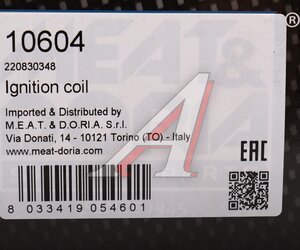 10604
220830348
Ignition coil
Imported & Distributed by
M.E.A.T. & D.O.R.I.A. S.r.l.
Via Donati, 14 - 10121 Torino (TO) - Italy
www.meat-doria.com
EAC
8 033419 054601
®